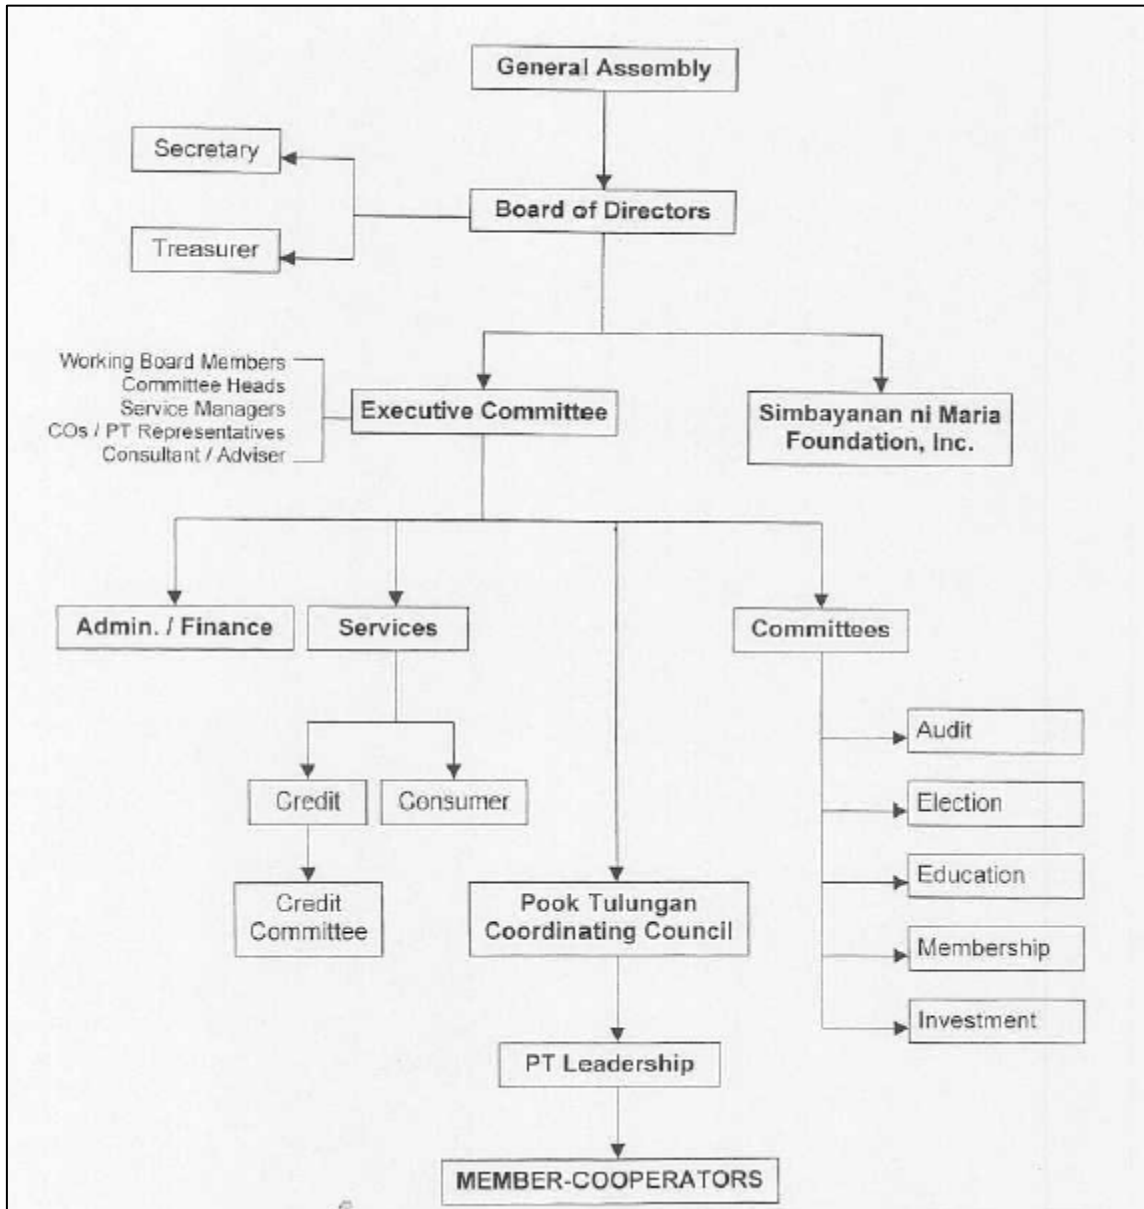 General Assembly
Secretary
Board of Directors
Treasurer
Working Board Members
Committee Heads
Service Managers
COs / PT Representatives
Consultant / Adviser
Executive Committee
Simbayanan ni Maria
Foundation, Inc.
Admin. / Finance
Services
Committees
Audit
Credit
Consumer
Election
Credit
Committee
Pook Tulungan
Coordinating Council
Education
Membership
Investment
PT Leadership
MEMBER-COOPERATORS